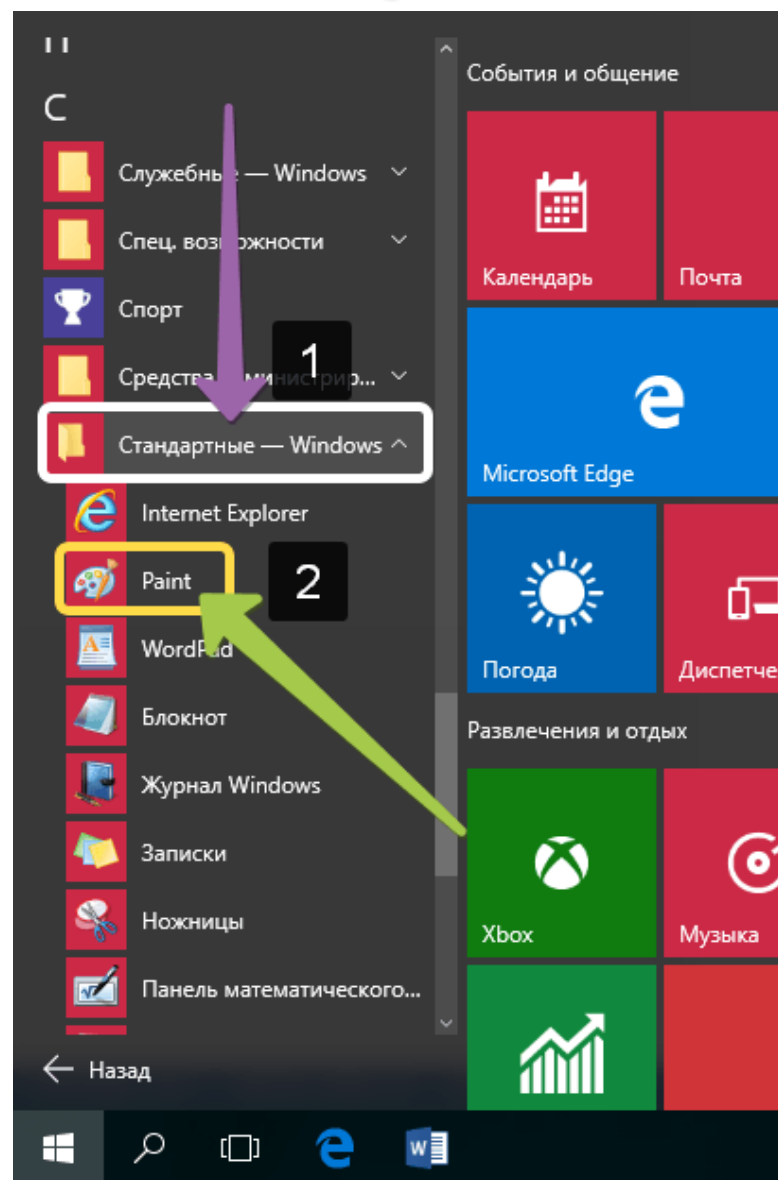 С
Служебные — Windows
Спец. возможности
Спорт
Средства администрир...
1
Стандартные — Windows
Internet Explorer
Paint
2
WordPad
Блокнот
Журнал Windows
Записки
Ножницы
Панель математического...
Назад
События и общение
Календарь
Почта
Microsoft Edge
Погода
Диспетче
Развлечения и отдых
Xbox
Музыка